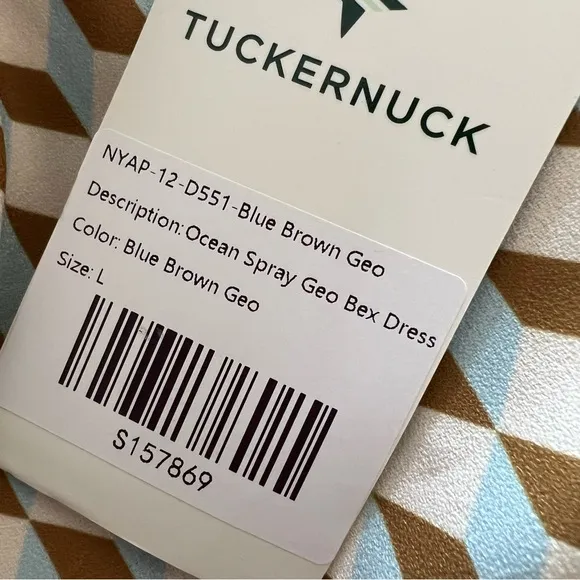 TUCKERNUCK
NYAP-12-D551-Blue Brown Geo
Description: Ocean Spray Geo Bex Dress
Color: Blue Brown Geo
Size: L
S157869